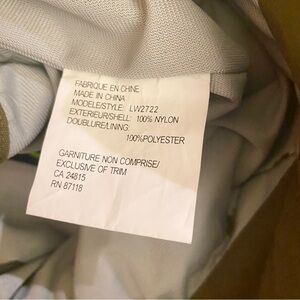 FABRIQUE EN CHINE
MADE IN CHINA
MODELE/STYLE: LW2722
EXTERIEUR/SHELL: 100% NYLON
DOUBLURE/LINING:
100%POLYESTER
GARNITURE NON COMPRISE/
EXCLUSIVE OF TRIM
CA 24815
RN 87118